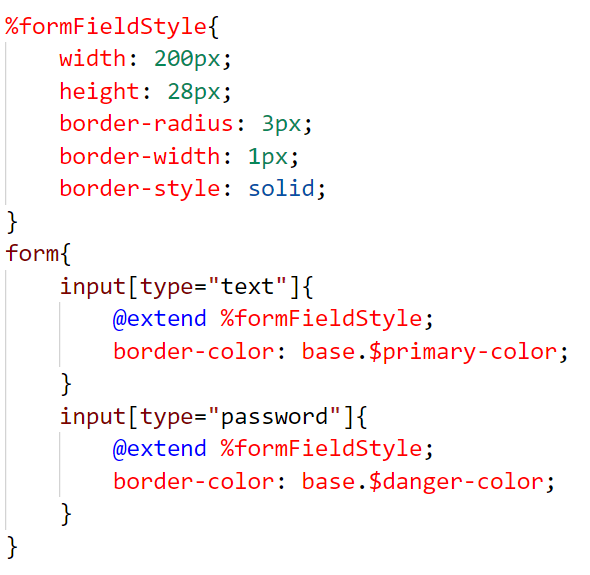 %formFieldStyle{
    width: 200px;
    height: 28px;
    border-radius: 3px;
    border-width: 1px;
    border-style: solid;
}
form{
    input[type="text"]{
        @extend %formFieldStyle;
        border-color: base.$primary-color;
    }
    input[type="password"]{
        @extend %formFieldStyle;
        border-color: base.$danger-color;
    }
}